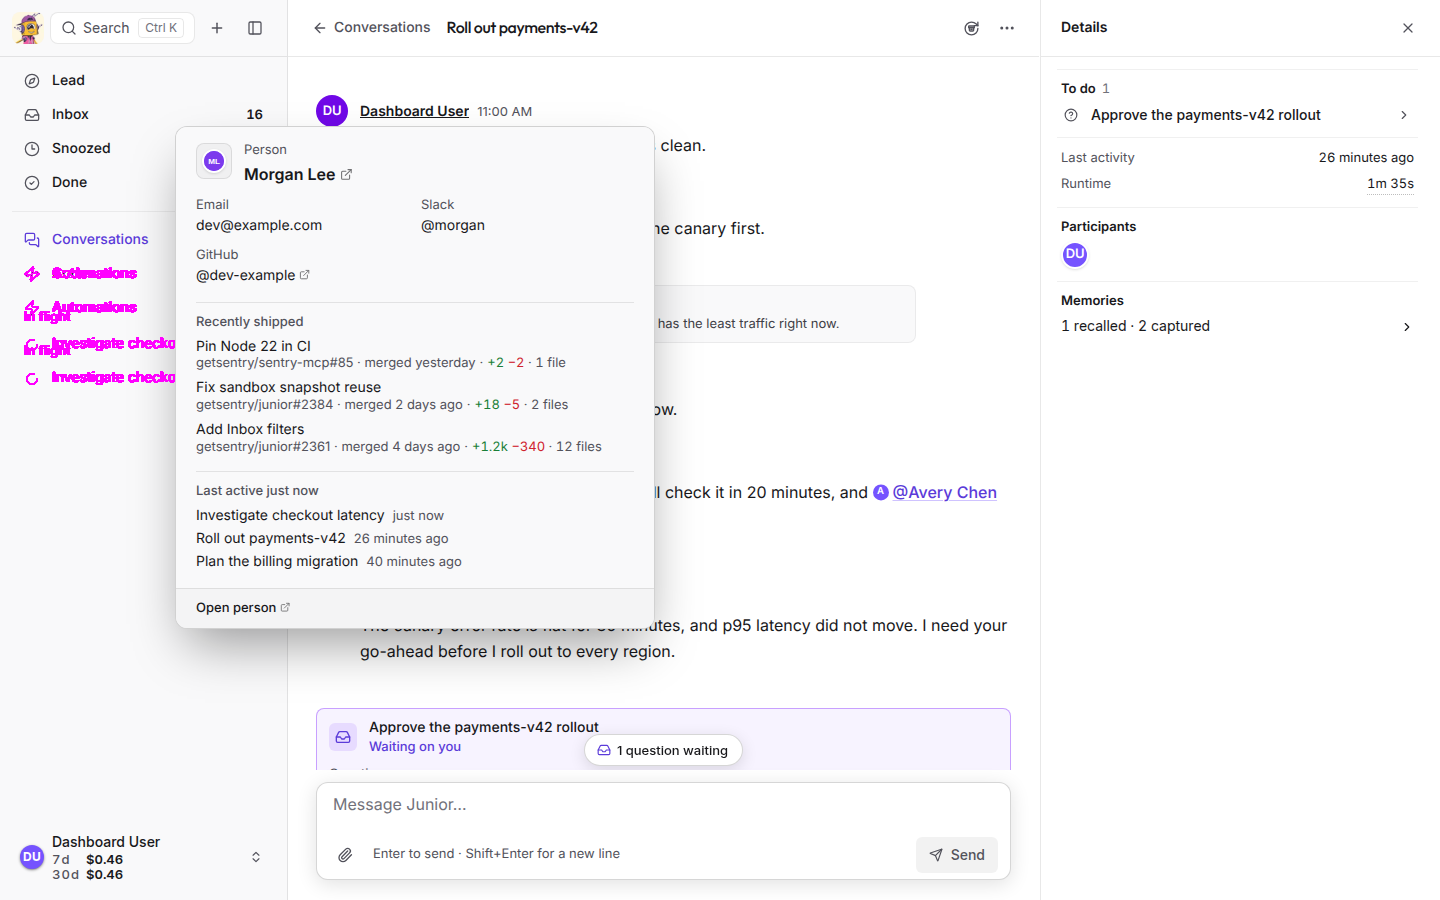 Search Ctrl K
Lead
Inbox 16
Snoozed
Done
Conversations
Automations
In flight
In flight
DU
Dashboard User
7d $0.46
30d $0.46
Conversations Roll out payments-v42
DU Dashboard User 11:00 AM
clean.
canary first.
has the least traffic right now.
check it in 20 minutes, and A @Avery Chen
minutes, and p95 latency did not move. I need your
go-ahead before I roll out to every region.
ML
Person
Morgan Lee
Email
dev@example.com
Slack
@morgan
GitHub
@dev-example
Recently shipped
Pin Node 22 in CI
getsentry/sentry-mcp#85 · merged yesterday · +2 −2 · 1 file
Fix sandbox snapshot reuse
getsentry/junior#2384 · merged 2 days ago · +18 −5 · 2 files
Add Inbox filters
getsentry/junior#2361 · merged 4 days ago · +1.2k −340 · 12 files
Last active just now
Investigate checkout latency just now
Roll out payments-v42 26 minutes ago
Plan the billing migration 40 minutes ago
Open person
Approve the payments-v42 rollout
Waiting on you
1 question waiting
Message Junior...
Enter to send · Shift+Enter for a new line
Send
Details
To do 1
Approve the payments-v42 rollout
Last activity 26 minutes ago
Runtime 1m 35s
Participants
DU
Memories
1 recalled · 2 captured